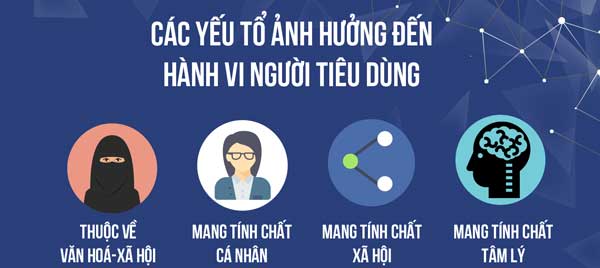 CÁC YẾU TỐ ẢNH HƯỞNG ĐẾN
HÀNH VI NGƯỜI TIÊU DÙNG
THUỘC VỀ
VĂN HOÁ-XÃ HỘI
MANG TÍNH CHẤT
CÁ NHÂN
MANG TÍNH CHẤT
XÃ HỘI
MANG TÍNH CHẤT
TÂM LÝ